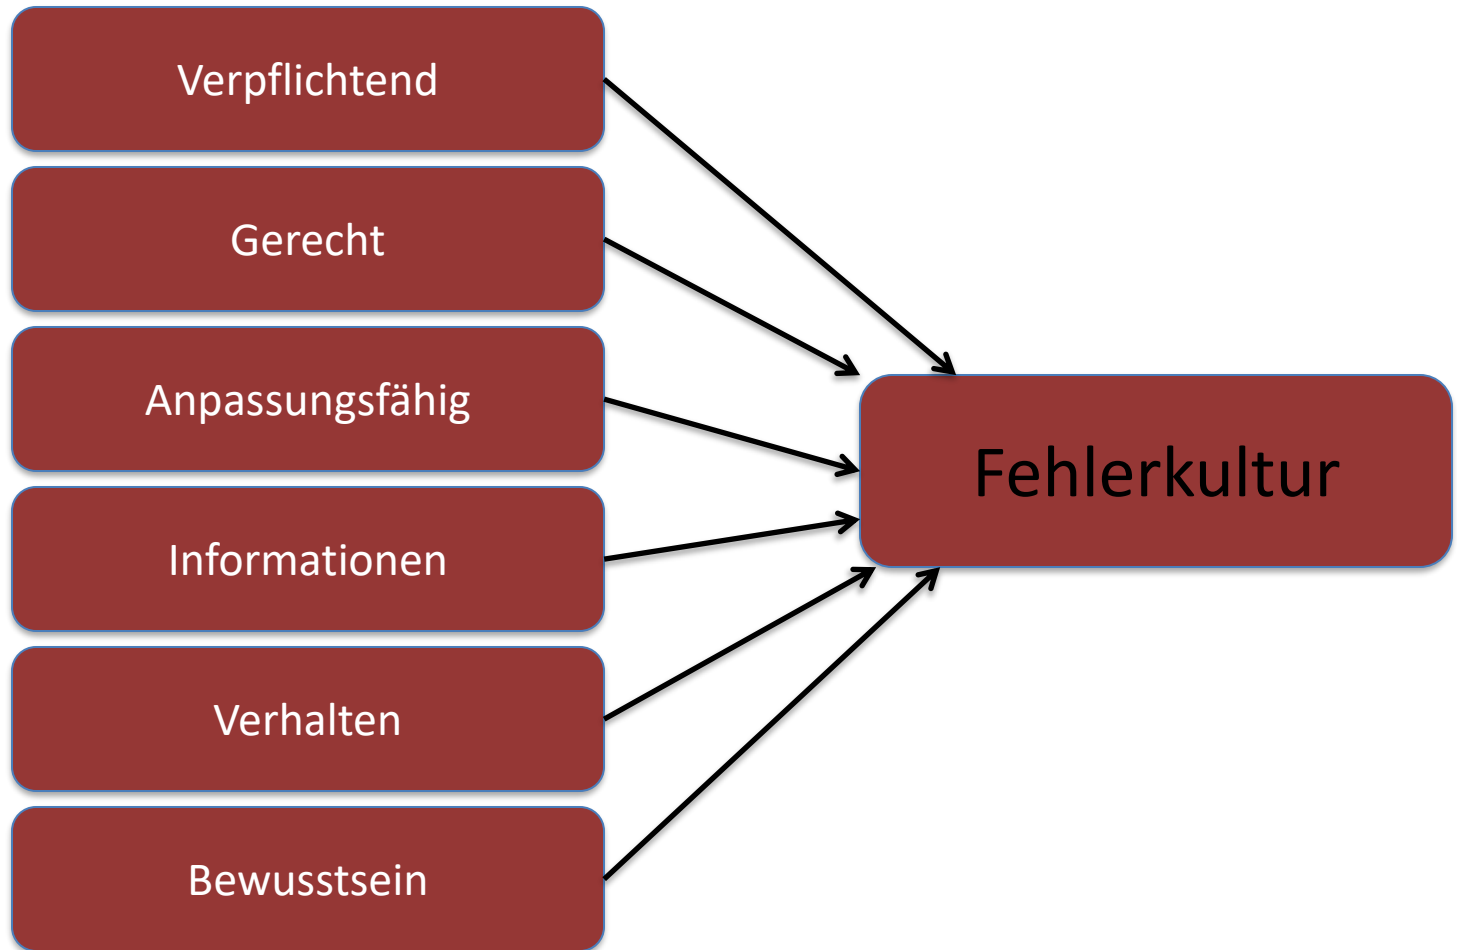 Verpflichtend
Gerecht
Anpassungsfähig
Informationen
Verhalten
Bewusstsein
Fehlerkultur